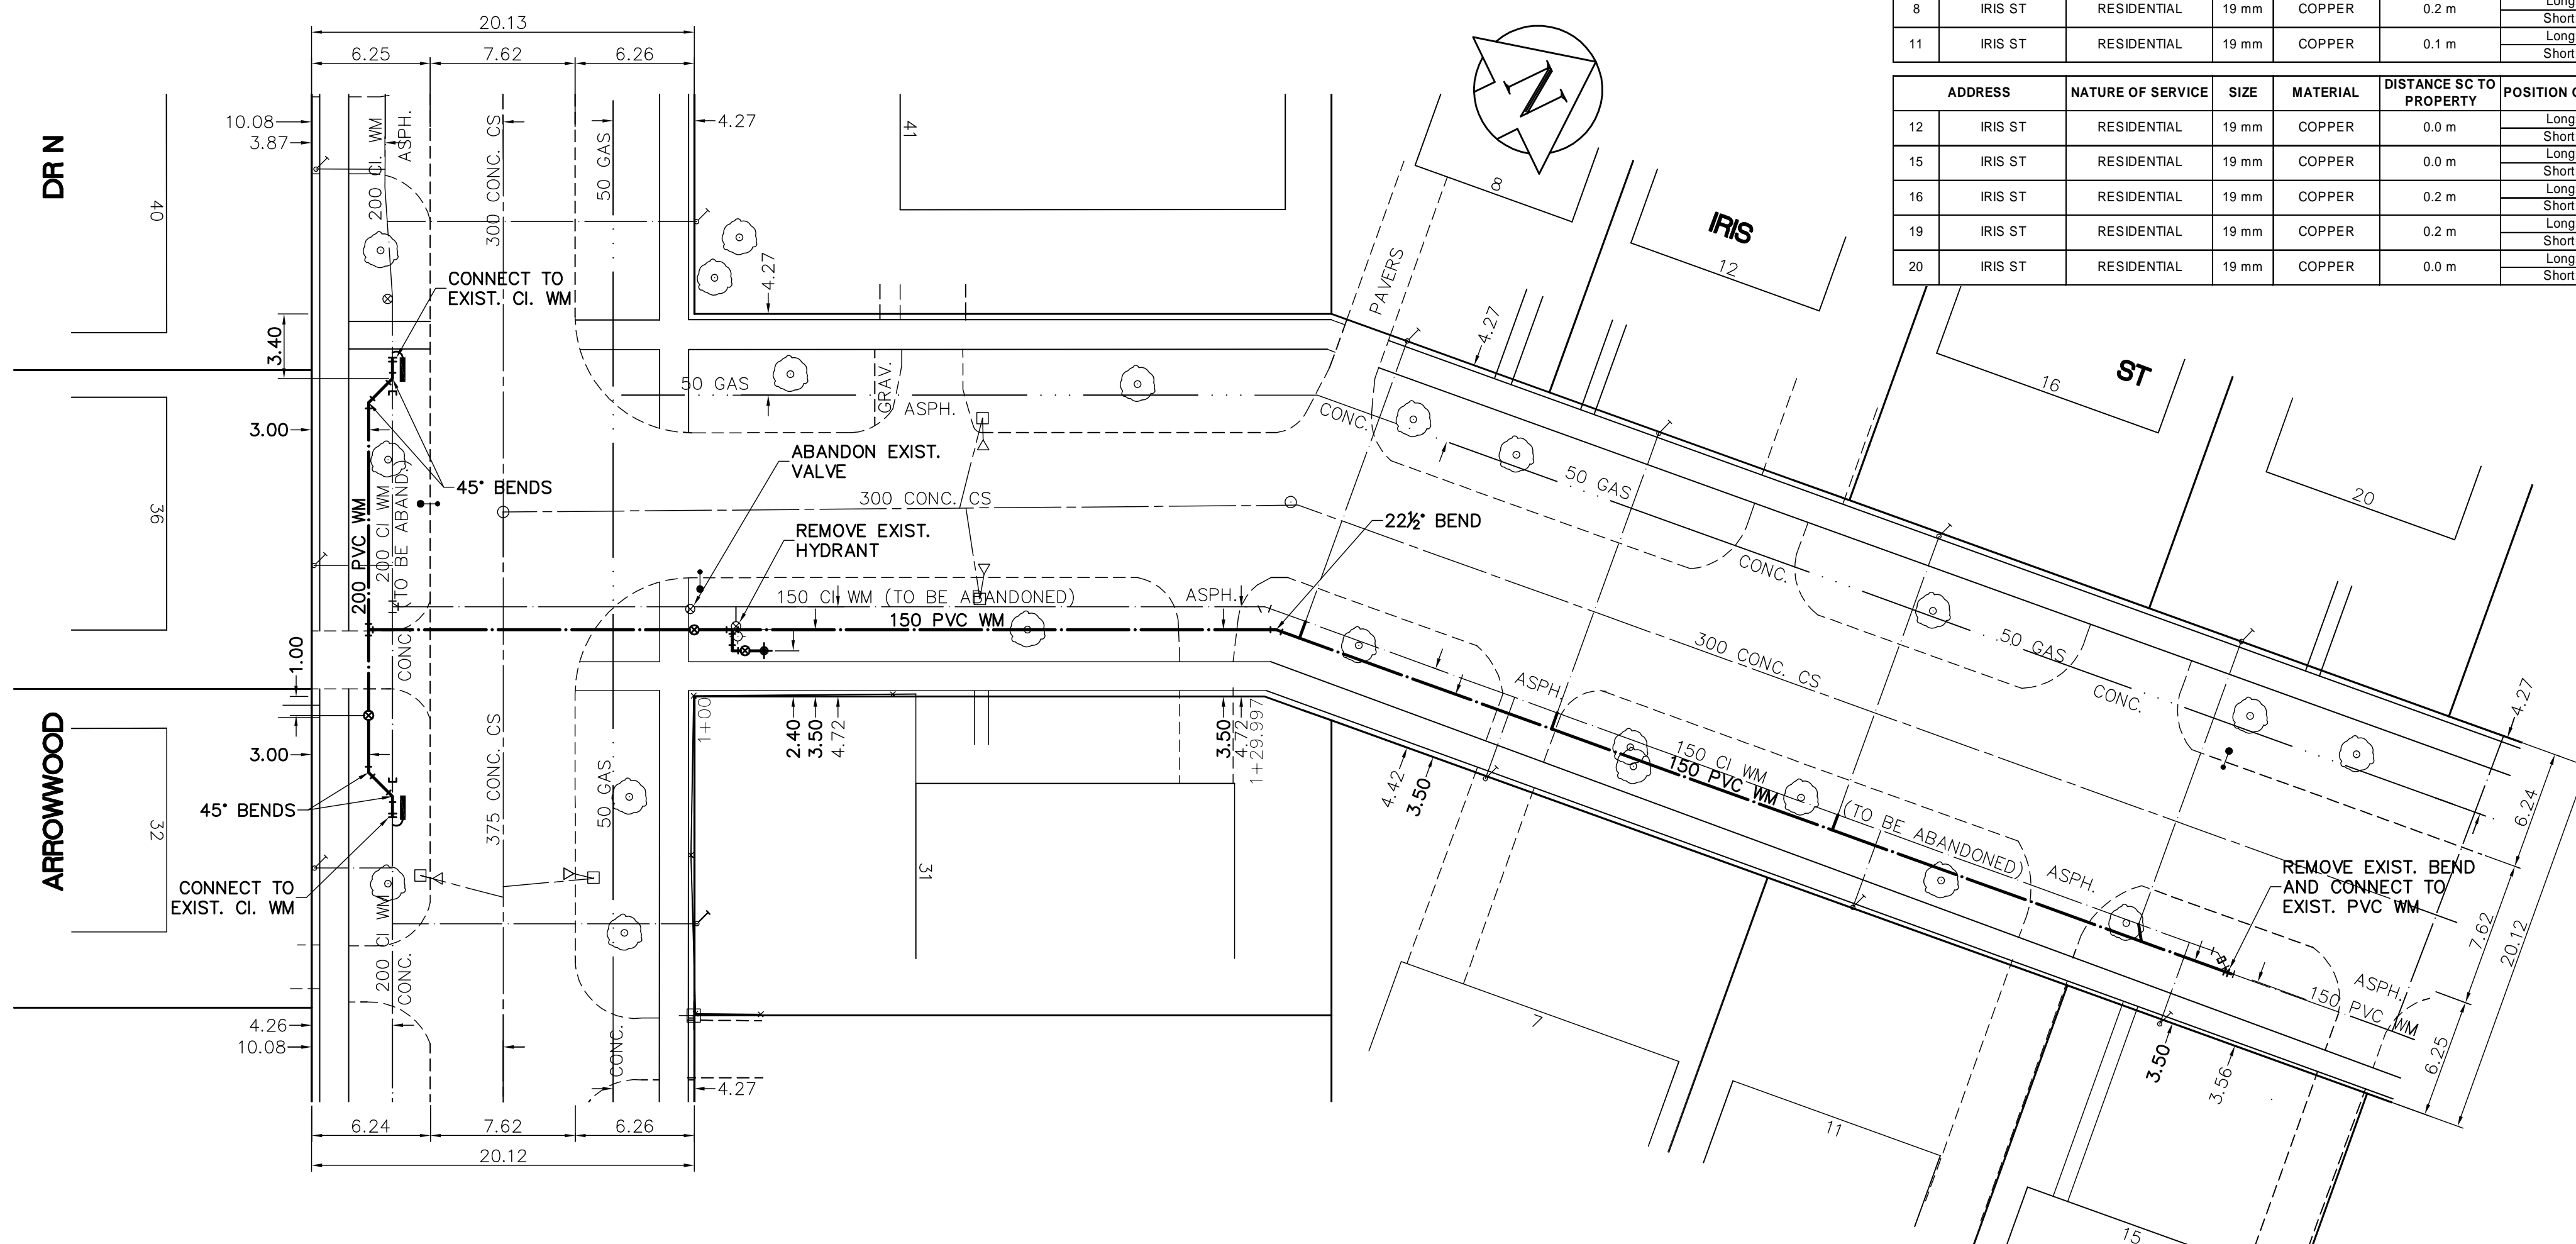 8 IRIS ST RESIDENTIAL 19 mm COPPER 0.2 m Long
Short
11 IRIS ST RESIDENTIAL 19 mm COPPER 0.1 m Long
Short
ADDRESS NATURE OF SERVICE SIZE MATERIAL DISTANCE SC TO PROPERTY POSITION
12 IRIS ST RESIDENTIAL 19 mm COPPER 0.0 m Long
Short
15 IRIS ST RESIDENTIAL 19 mm COPPER 0.0 m Long
Short
16 IRIS ST RESIDENTIAL 19 mm COPPER 0.2 m Long
Short
19 IRIS ST RESIDENTIAL 19 mm COPPER 0.2 m Long
Short
20 IRIS ST RESIDENTIAL 19 mm COPPER 0.0 m Long
Short
20.13
6.25 7.62 6.26
10.08
3.87
4.27
200 CI. WM
ASPH.
300 CONC. CS
50 GAS
DR N
40
41
N
8
IRIS
12
ST
16
20
PAVERS
CONNECT TO
EXIST. CI. WM
4.27
4.27
3.40
50 GAS
GRAV.
ASPH.
CONC.
3.00
ABANDON EXIST.
VALVE
45° BENDS
300 CONC. CS
REMOVE EXIST.
HYDRANT
22½° BEND
50 GAS
CONC.
36
200 PVC WM
200 CI WM
(TO BE ABAND.)
CONC.
150 CI WM (TO BE ABANDONED)
ASPH.
150 PVC WM
300 CONC. CS
50 GAS
CONC.
1.00
1+00
2.40
3.50
4.72
3.50
4.72
1+29.997
ASPH.
150 CI WM
150 PVC WM
(TO BE ABANDONED)
ASPH.
4.42
3.50
4.27
6.24
7.62
20.12
6.25
3.00
ARROWWOOD
32
45° BENDS
375 CONC. CS
50 GAS
31
CONNECT TO
EXIST. CI. WM
200 CI WM
CONC.
CONC.
REMOVE EXIST. BEND
AND CONNECT TO
EXIST. PVC WM
ASPH.
150 PVC WM
3.50
3.56
4.26
10.08
4.27
7
11
15
6.24 7.62 6.26
20.12